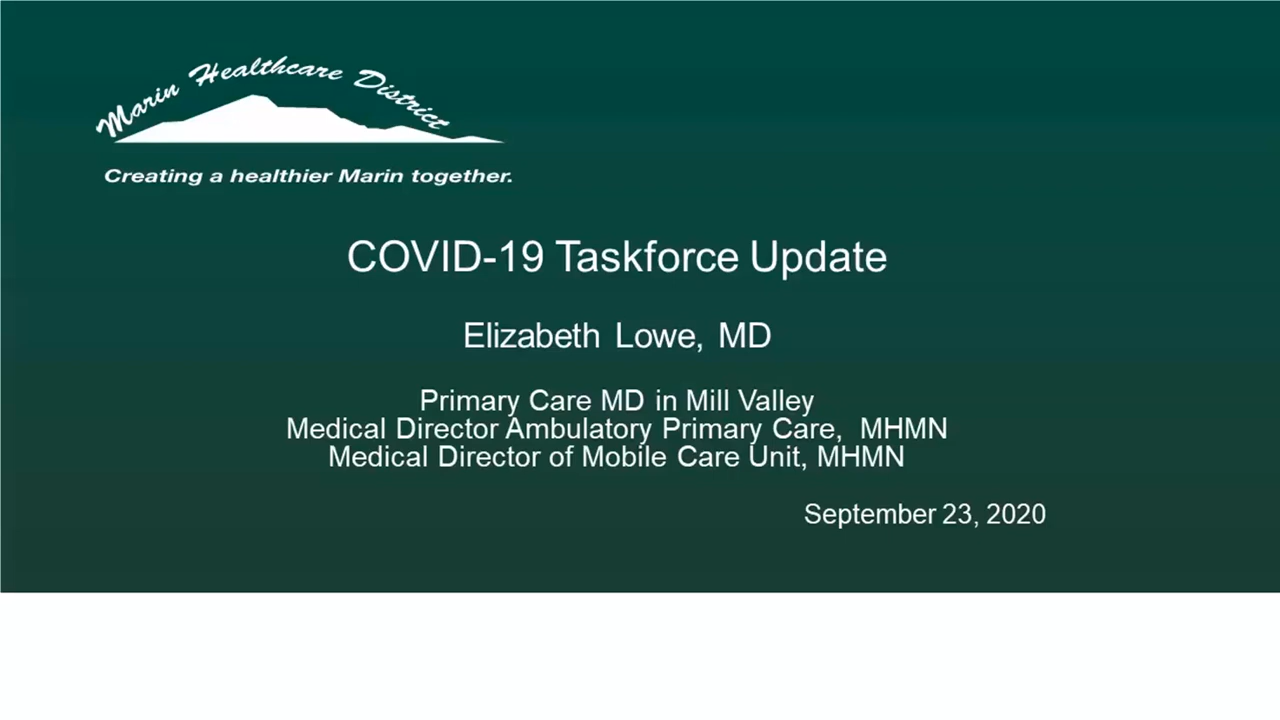 Marin Healthcare District
Creating a healthier Marin together.
COVID-19 Taskforce Update
Elizabeth Lowe, MD
Primary Care MD in Mill Valley
Medical Director Ambulatory Primary Care, MHMN
Medical Director of Mobile Care Unit, MHMN
September 23, 2020